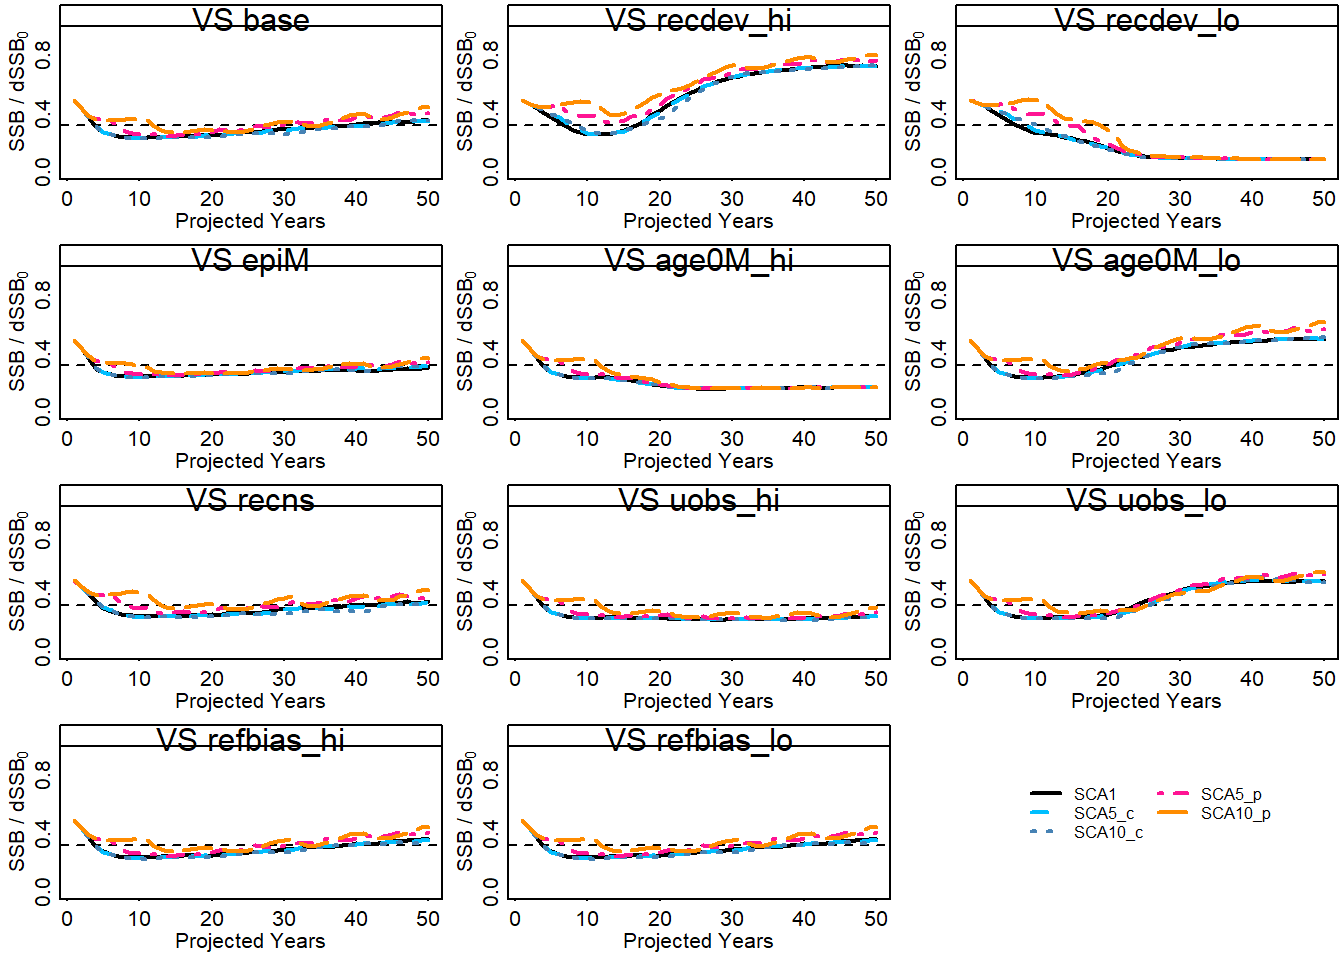 VS base
VS recdev_hi
VS recdev_lo
SSB / dSSB0
0.0 0.4 0.8
SSB / dSSB0
0.0 0.4 0.8
SSB / dSSB0
0.0 0.4 0.8
0 10 20 30 40 50
0 10 20 30 40 50
0 10 20 30 40 50
Projected Years
Projected Years
Projected Years
VS epiM
VS age0M_hi
VS age0M_lo
SSB / dSSB0
0.0 0.4 0.8
SSB / dSSB0
0.0 0.4 0.8
SSB / dSSB0
0.0 0.4 0.8
0 10 20 30 40 50
0 10 20 30 40 50
0 10 20 30 40 50
Projected Years
Projected Years
Projected Years
VS recns
VS uobs_hi
VS uobs_lo
SSB / dSSB0
0.0 0.4 0.8
SSB / dSSB0
0.0 0.4 0.8
SSB / dSSB0
0.0 0.4 0.8
0 10 20 30 40 50
0 10 20 30 40 50
0 10 20 30 40 50
Projected Years
Projected Years
Projected Years
VS refbias_hi
VS refbias_lo
SSB / dSSB0
0.0 0.4 0.8
SSB / dSSB0
0.0 0.4 0.8
0 10 20 30 40 50
0 10 20 30 40 50
Projected Years
Projected Years
SCA1
SCA5_c
SCA10_c
SCA5_p
SCA10_p